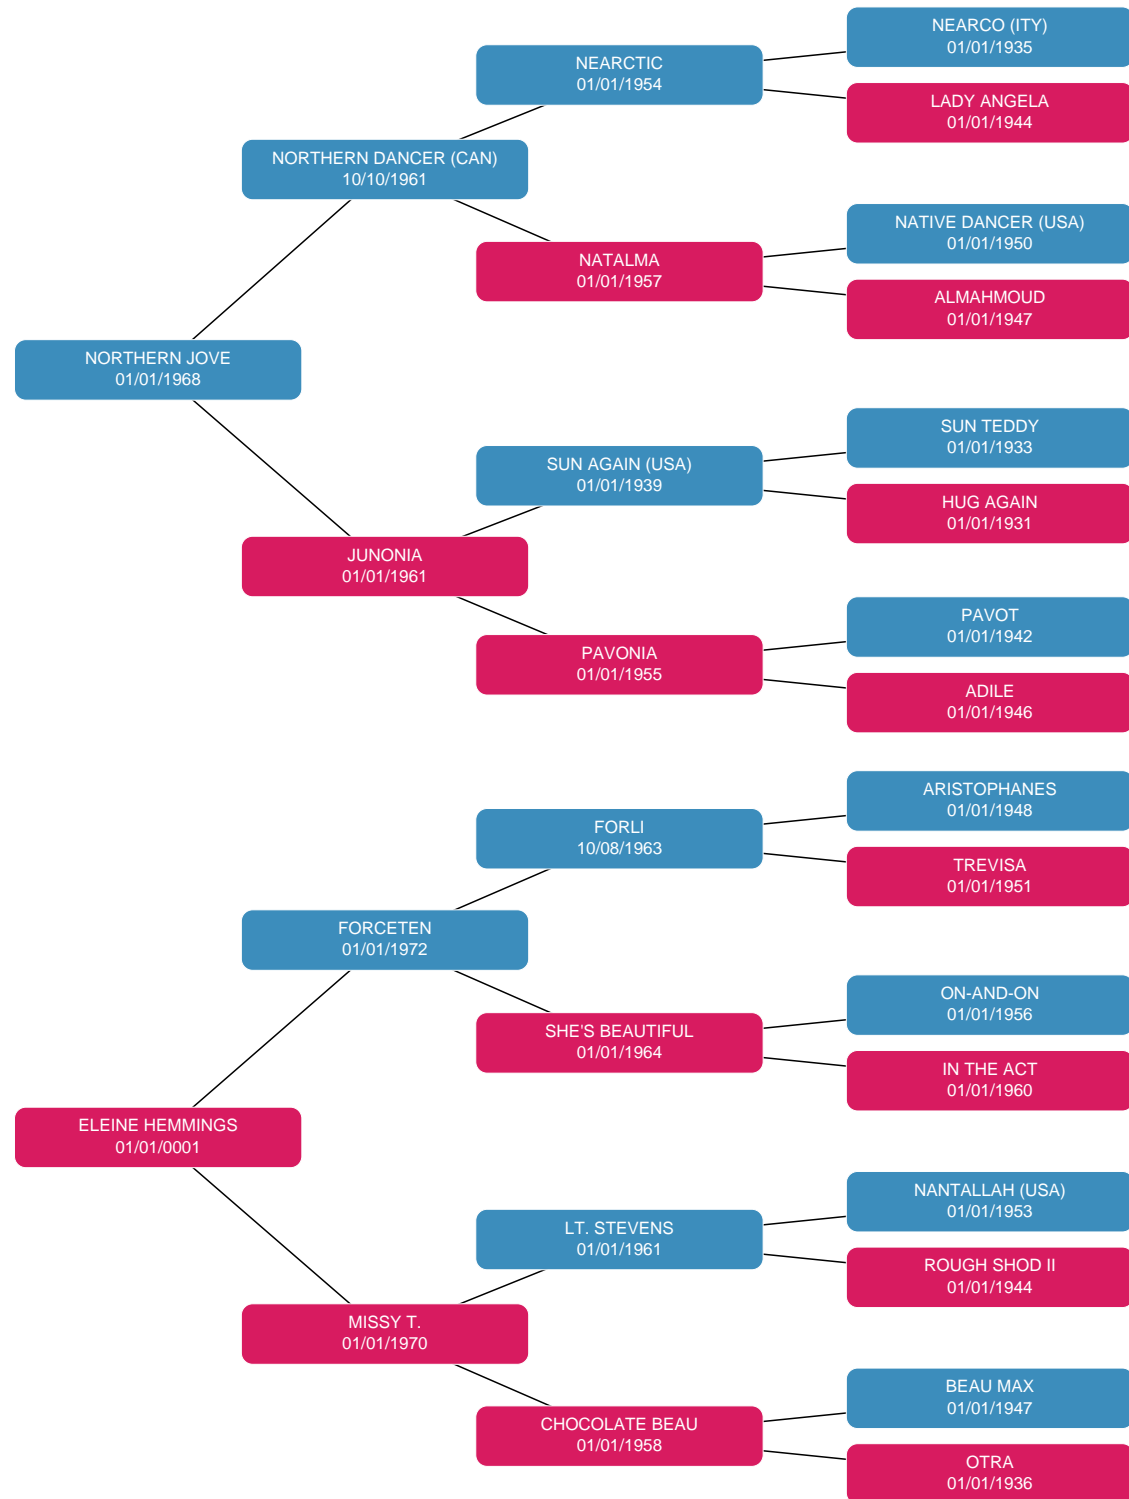 NEARCO (ITY)
01/01/1935
NEARCTIC
01/01/1954
LADY ANGELA
01/01/1944
NORTHERN DANCER (CAN)
10/10/1961
NATIVE DANCER (USA)
01/01/1950
NATALMA
01/01/1957
ALMAHMOUD
01/01/1947
NORTHERN JOVE
01/01/1968
SUN TEDDY
01/01/1933
SUN AGAIN (USA)
01/01/1939
HUG AGAIN
01/01/1931
JUNONIA
01/01/1961
PAVOT
01/01/1942
PAVONIA
01/01/1955
ADILE
01/01/1946
ARISTOPHANES
01/01/1948
FORLI
10/08/1963
TREVISA
01/01/1951
FORCETEN
01/01/1972
ON-AND-ON
01/01/1956
SHE'S BEAUTIFUL
01/01/1964
IN THE ACT
01/01/1960
ELEINE HEMMINGS
01/01/0001
NANTALLAH (USA)
01/01/1953
LT. STEVENS
01/01/1961
ROUGH SHOD II
01/01/1944
MISSY T.
01/01/1970
BEAU MAX
01/01/1947
CHOCOLATE BEAU
01/01/1958
OTRA
01/01/1936